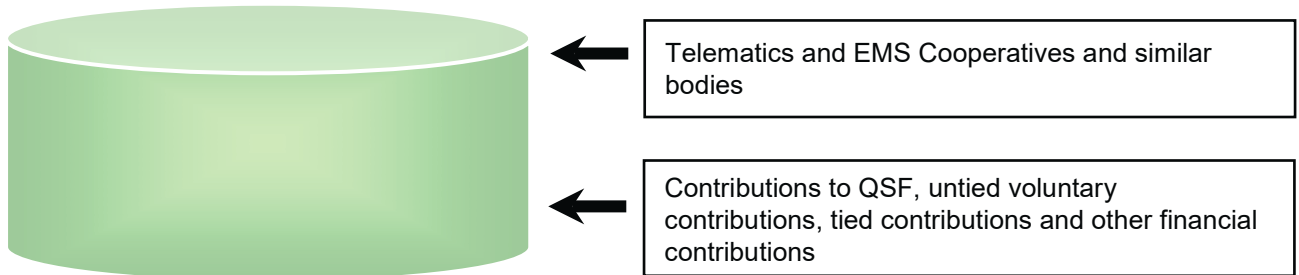 Telematics and EMS Cooperatives and similar
bodies
Contributions to QSF, untied voluntary
contributions, tied contributions and other financial
contributions